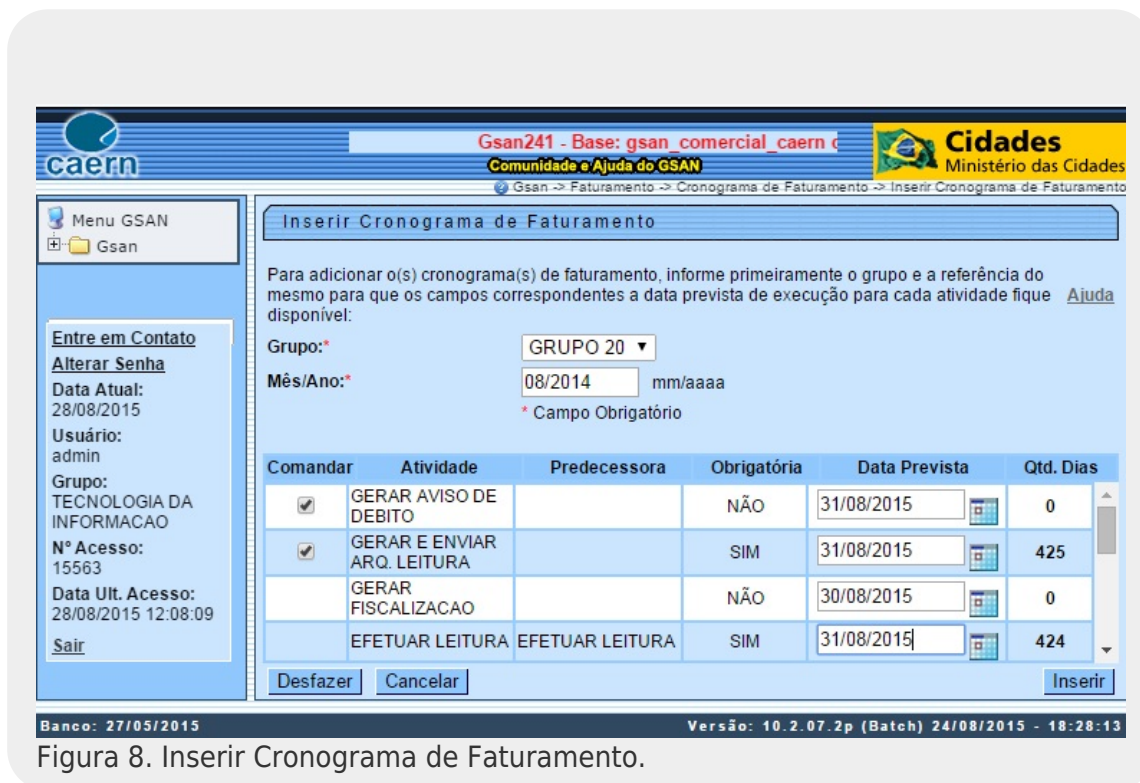 caern
Gsan241 - Base: gsan_comercial_caern
Comunidade e Ajuda do GSAN
Cidades
Ministério das Cidades
Gsan -> Faturamento -> Cronograma de Faturamento -> Inserir Cronograma de Faturamento
Menu GSAN
Gsan
Entre em Contato
Alterar Senha
Data Atual:
28/08/2015
Usuário:
admin
Grupo:
TECNOLOGIA DA
INFORMACAO
N° Acesso:
15563
Data Ult. Acesso:
28/08/2015 12:08:09
Sair
Inserir Cronograma de Faturamento
Para adicionar o(s) cronograma(s) de faturamento, informe primeiramente o grupo e a referência do
mesmo para que os campos correspondentes a data prevista de execução para cada atividade fique Ajuda
disponível:
Grupo:* GRUPO 20
Mês/Ano:* 08/2014 mm/aaaa
* Campo Obrigatório
Comandar Atividade Predecessora Obrigatória Data Prevista Qtd. Dias
GERAR AVISO DE
DEBITO NÃO 31/08/2015 0
GERAR E ENVIAR
ARQ. LEITURA SIM 31/08/2015 425
GERAR
FISCALIZACAO NÃO 30/08/2015 0
EFETUAR LEITURA EFETUAR LEITURA SIM 31/08/2015 424
Desfazer Cancelar Inserir
Banco: 27/05/2015 Versão: 10.2.07.2p (Batch) 24/08/2015 - 18:28:13
Figura 8. Inserir Cronograma de Faturamento.